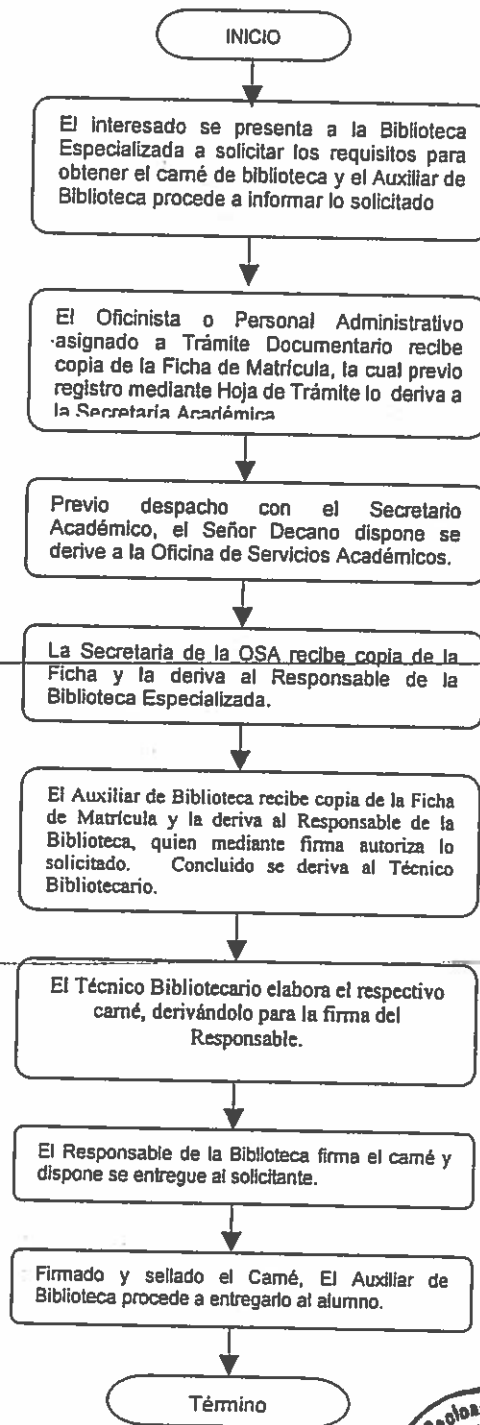 INICIO
El interesado se presenta a la Biblioteca
Especializada a solicitar los requisitos para
obtener el carné de biblioteca y el Auxiliar de
Biblioteca procede a informar lo solicitado
El Oficinista o Personal Administrativo
asignado a Trámite Documentario recibe
copia de la Ficha de Matrícula, la cual previo
registro mediante Hoja de Trámite lo deriva a
la Secretaría Académica
Previo despacho con el Secretario
Académico, el Señor Decano dispone se
derive a la Oficina de Servicios Académicos.
La Secretaria de la OSA recibe copia de la
Ficha y la deriva al Responsable de la
Biblioteca Especializada.
El Auxiliar de Biblioteca recibe copia de la Ficha
de Matrícula y la deriva al Responsable de la
Biblioteca, quien mediante firma autoriza lo
solicitado. Concluido se deriva al Técnico
Bibliotecario.
El Técnico Bibliotecario elabora el respectivo
carné, derivándolo para la firma del
Responsable.
El Responsable de la Biblioteca firma el carné y
dispone se entregue al solicitante.
Firmado y sellado el Carné, El Auxiliar de
Biblioteca procede a entregarlo al alumno.
Término